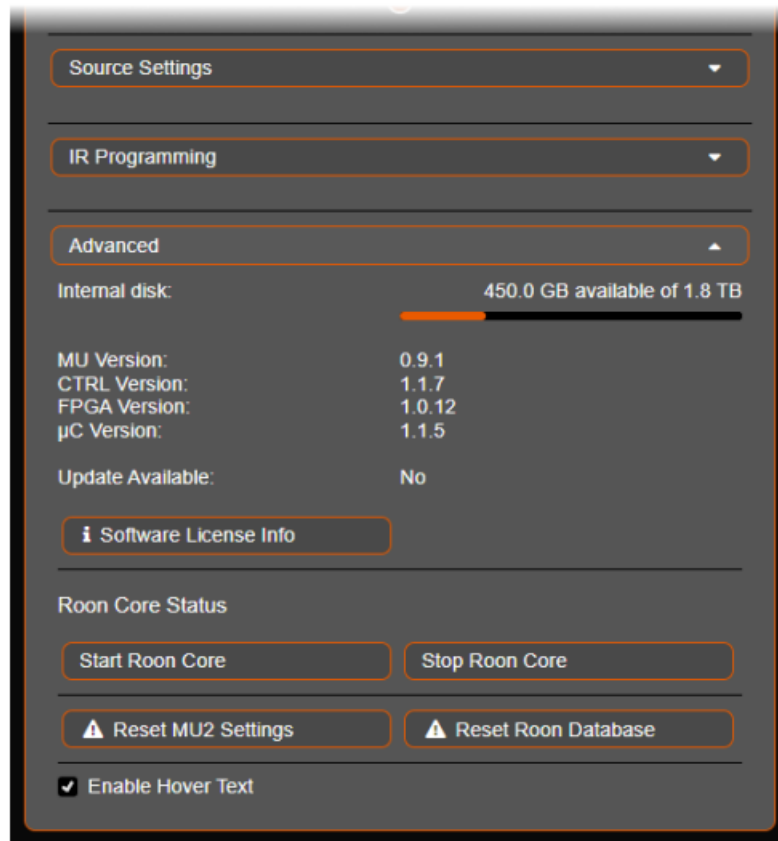 Source Settings
IR Programming
Advanced
Internal disk: 450.0 GB available of 1.8 TB
MU Version: 0.9.1
CTRL Version: 1.1.7
FPGA Version: 1.0.12
µC Version: 1.1.5
Update Available: No
i Software License Info
Roon Core Status
Start Roon Core Stop Roon Core
Reset MU2 Settings Reset Roon Database
Enable Hover Text